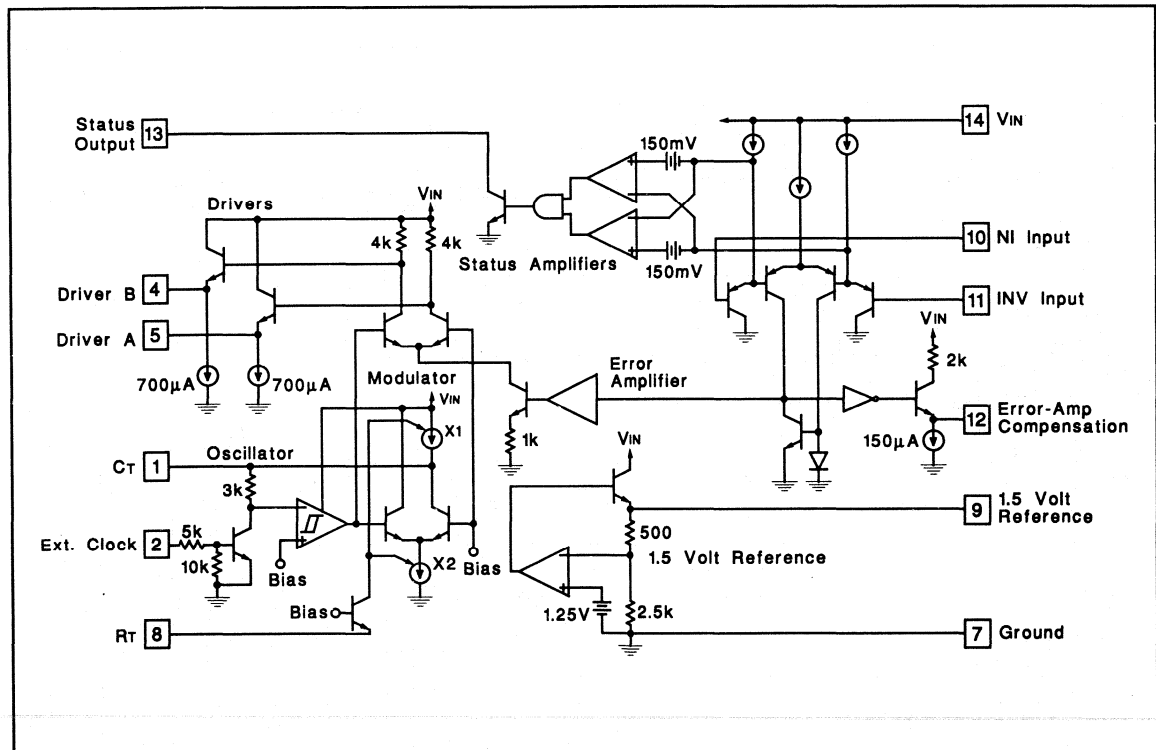 Status
Output
13
150mV
14 VIN
Drivers
VIN
4k
4k
Status Amplifiers
150mV
10 NI Input
Driver B 4
11 INV Input
Driver A 5
VIN
2k
700µA
700µA
Modulator
VIN
Error
Amplifier
12 Error-Amp
Compensation
X1
1k
150µA
VIN
CT 1
Oscillator
3k
9 1.5 Volt
Reference
500
1.5 Volt Reference
Ext. Clock 2
5k
10k
Bias
X2
Bias
1.25V
2.5k
Bias
RT 8
7 Ground